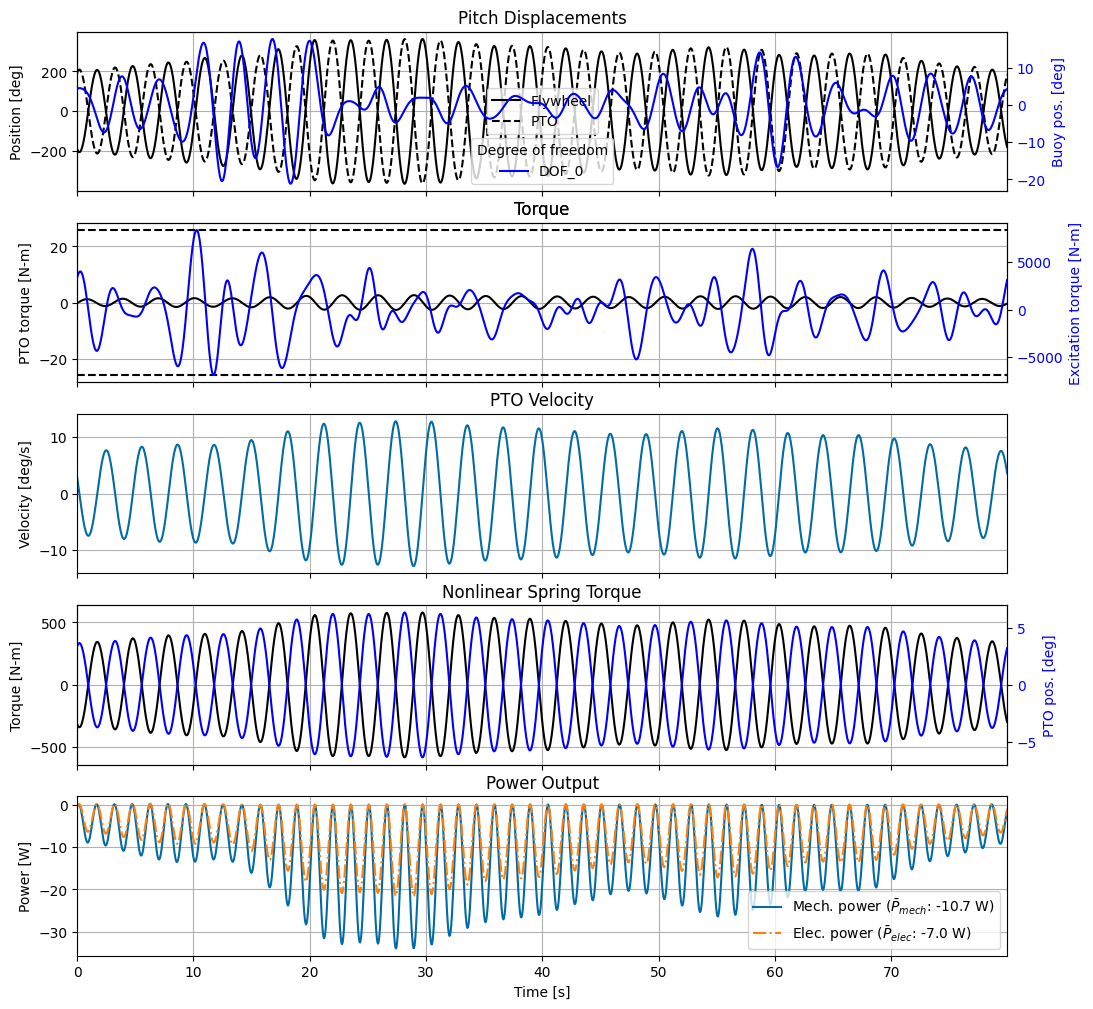 Pitch Displacements
Position [deg]
200
0
−200
Flywheel
PTO
Degree of freedom
DOF_0
10
0
−10
−20
Buoy pos. [deg]
Torque
PTO torque [N-m]
20
0
−20
5000
0
−5000
Excitation torque [N-m]
PTO Velocity
Velocity [deg/s]
10
0
−10
Nonlinear Spring Torque
Torque [N-m]
500
0
−500
5
0
−5
PTO pos. [deg]
Power Output
Power [W]
0
−10
−20
−30
Mech. power (P̄mech: -10.7 W)
Elec. power (P̄elec: -7.0 W)
0 10 20 30 40 50 60 70
Time [s]